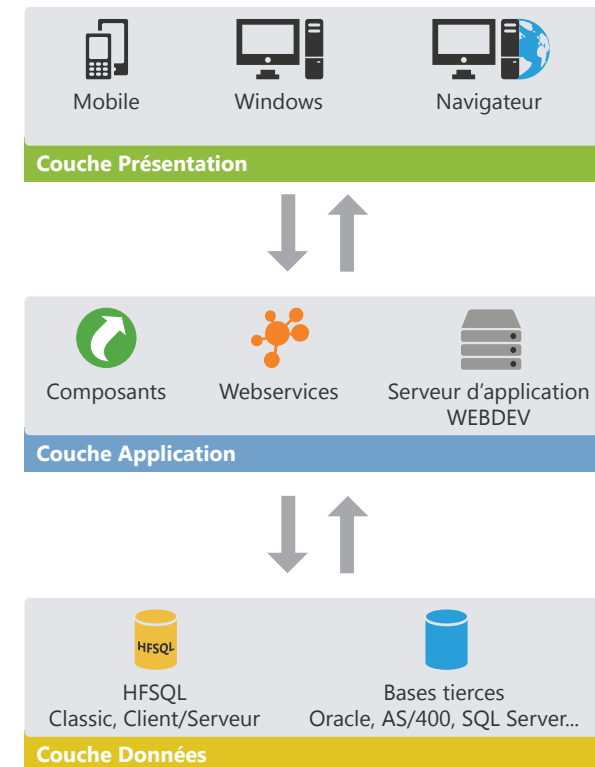 Mobile
Windows
Navigateur
Couche Présentation
Composants
Webservices
Serveur d'application
WEBDEV
Couche Application
HFSQL
HFSQL
Classic, Client/Serveur
Bases tierces
Oracle, AS/400, SQL Server...
Couche Données